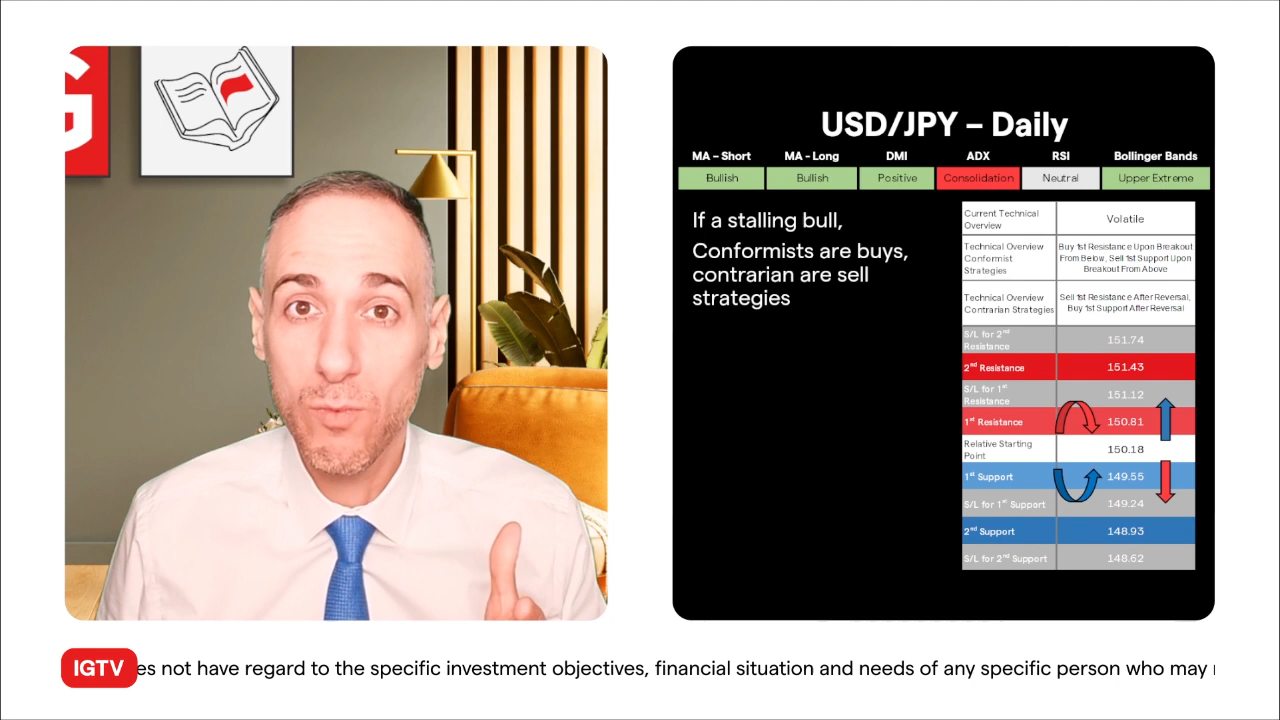 G
USD/JPY – Daily
MA – Short MA - Long DMI ADX RSI Bollinger Bands
Bullish Bullish Positive Consolidation Neutral Upper Extreme
If a stalling bull,
Conformists are buys,
contrarian are sell
strategies
Current Technical
Overview
Volatile
Technical Overview
Conformist
Strategies
Buy 1st Resistance Upon Breakout
From Below, Sell 1st Support Upon
Breakout From Above
Technical Overview
Contrarian Strategies
Sell 1st Resistance After Reversal,
Buy 1st Support After Reversal
S/L for 2nd
Resistance
151.74
2nd Resistance 151.43
S/L for 1st
Resistance
151.12
1st Resistance 150.81
Relative Starting
Point
150.18
1st Support 149.55
S/L for 1st Support 149.24
2nd Support 148.93
S/L for 2nd Support 148.62
IGTV es not have regard to the specific investment objectives, financial situation and needs of any specific person who may